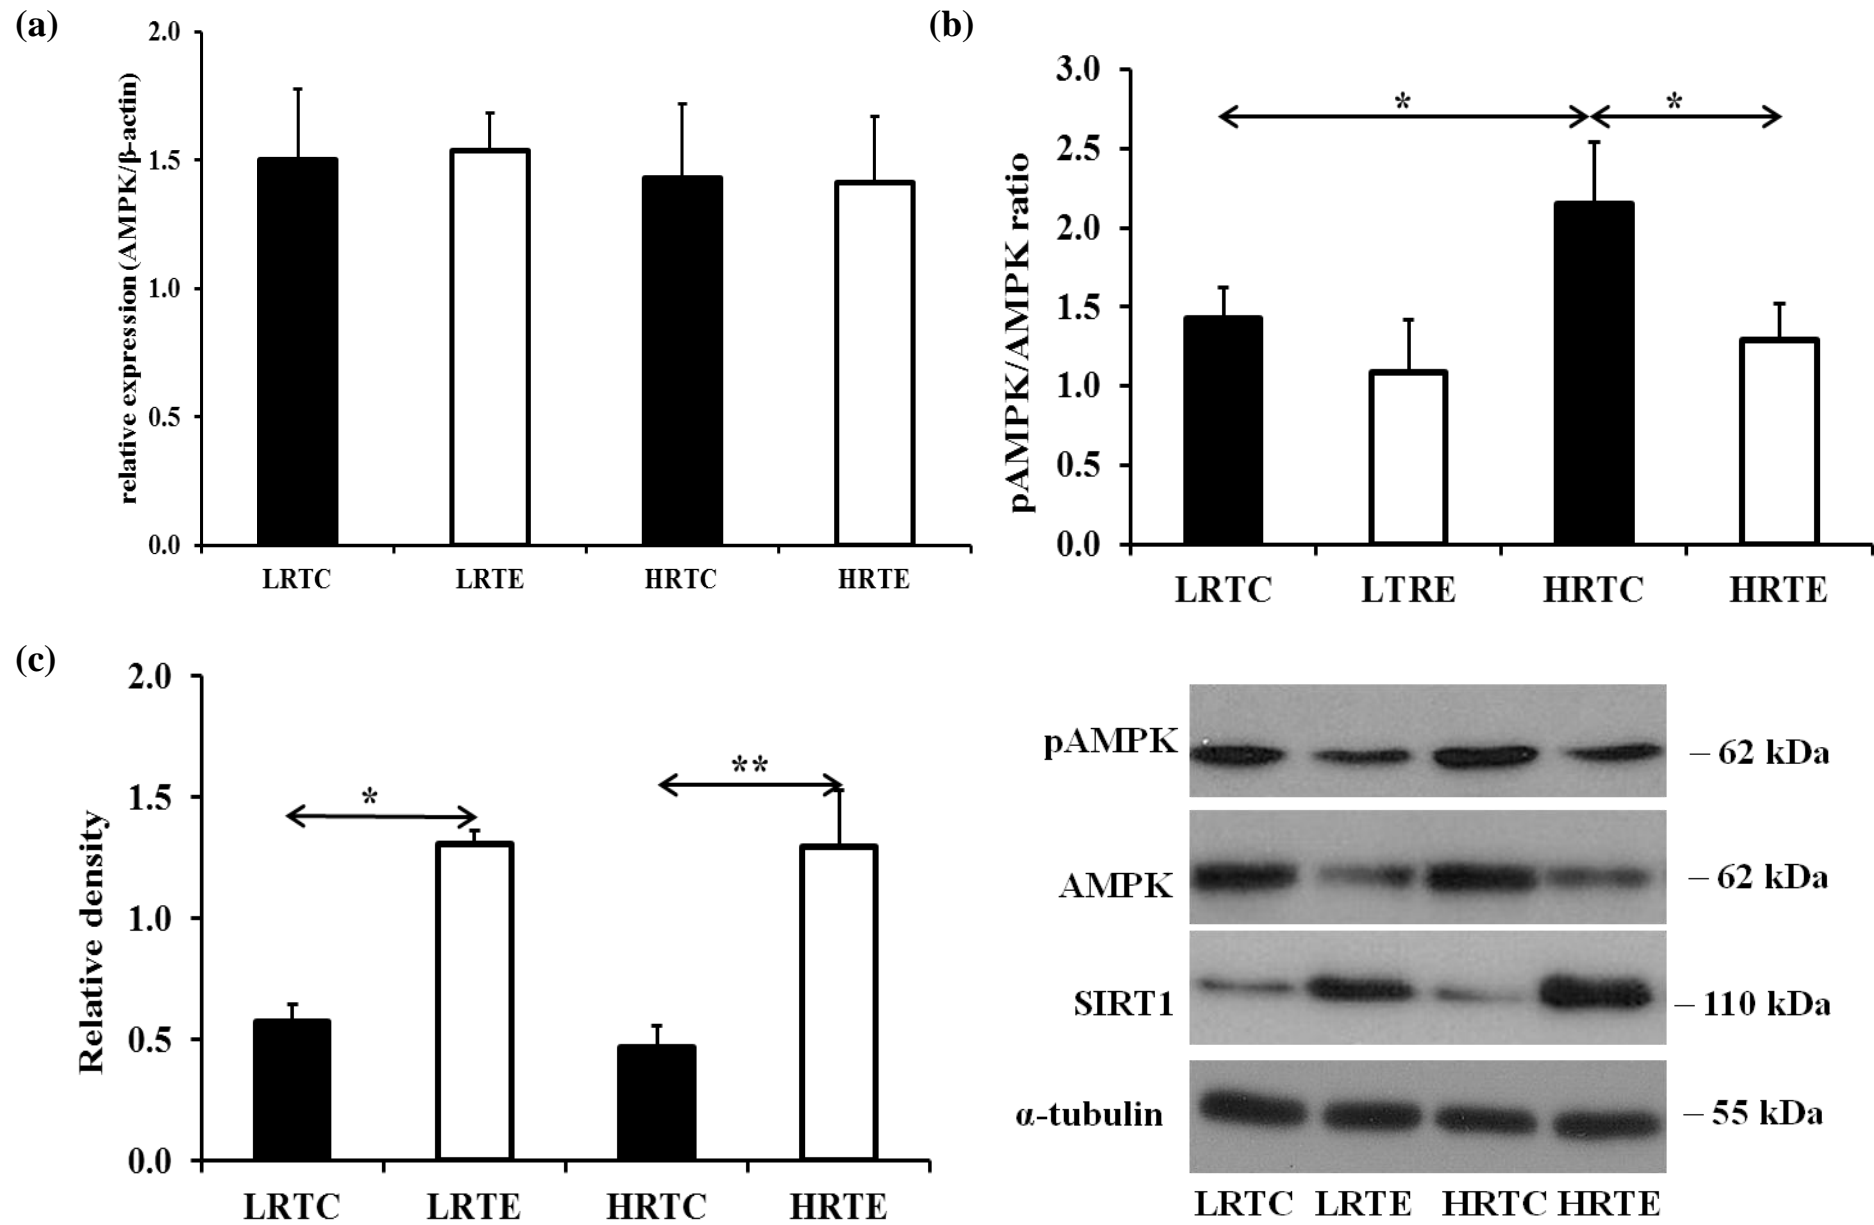 (a)
2.0
1.5
1.0
0.5
0.0
relative expression (AMPK/β-actin)
LRTC LRTE HRTC HRTE
(b)
3.0
2.5
2.0
1.5
1.0
0.5
0.0
pAMPK/AMPK ratio
* *
LRTC LTRE HRTC HRTE
(c)
2.0
1.5
1.0
0.5
0.0
Relative density
* **
LRTC LRTE HRTC HRTE
pAMPK – 62 kDa
AMPK – 62 kDa
SIRT1 – 110 kDa
α-tubulin – 55 kDa
LRTC LRTE HRTC HRTE